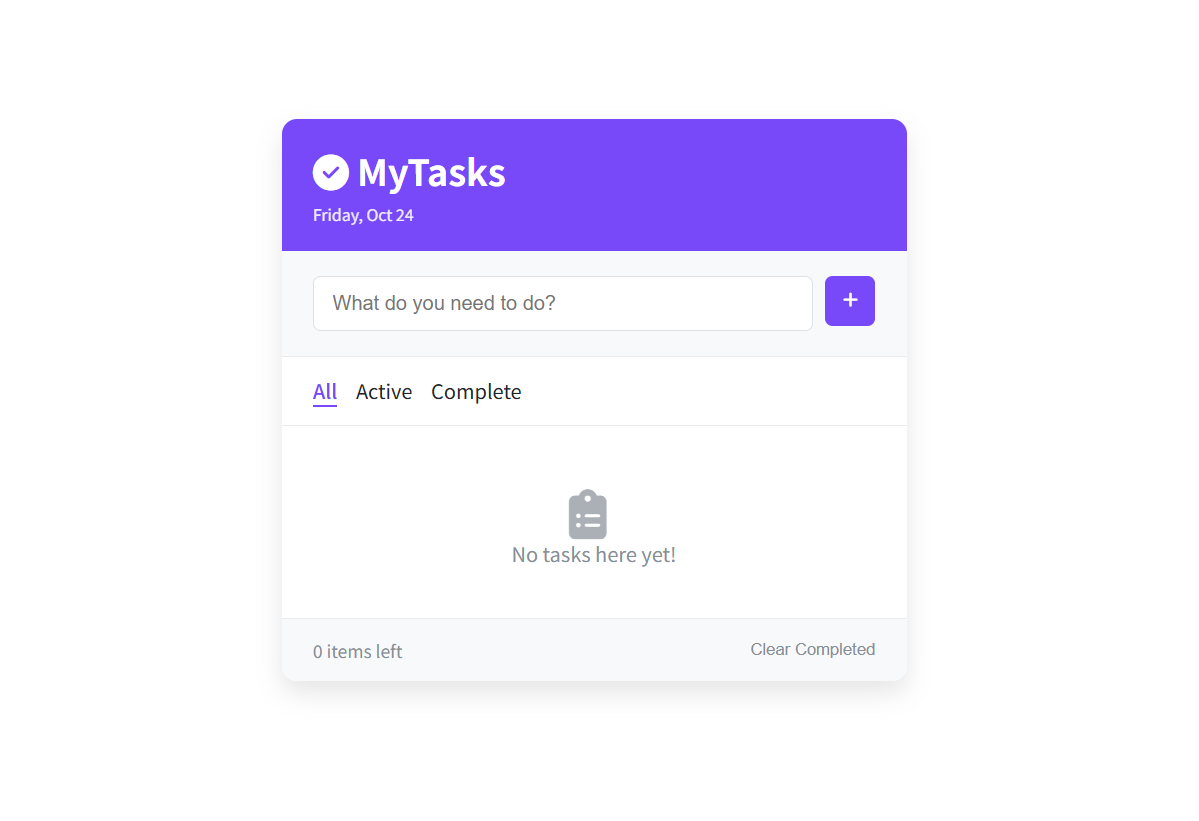 MyTasks
Friday, Oct 24
What do you need to do?
+
All Active Complete
No tasks here yet!
0 items left Clear Completed